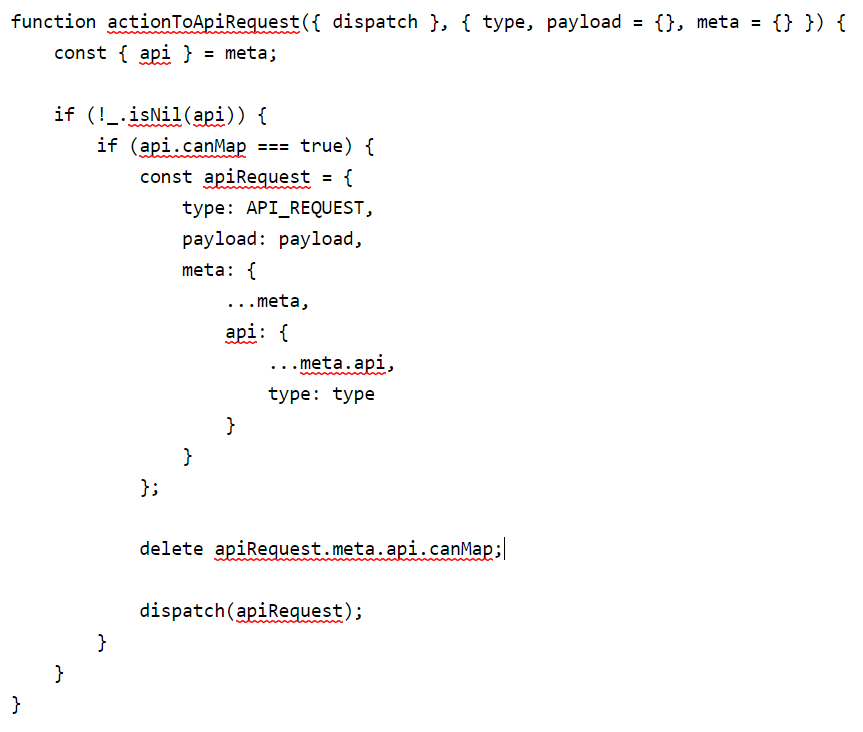 function actionToApiRequest({ dispatch }, { type, payload = {}, meta = {} }) {
    const { api } = meta;

    if (!_.isNil(api)) {
        if (api.canMap === true) {
            const apiRequest = {
                type: API_REQUEST,
                payload: payload,
                meta: {
                    ...meta,
                    api: {
                        ...meta.api,
                        type: type
                    }
                }
            };

            delete apiRequest.meta.api.canMap;

            dispatch(apiRequest);
        }
    }
}